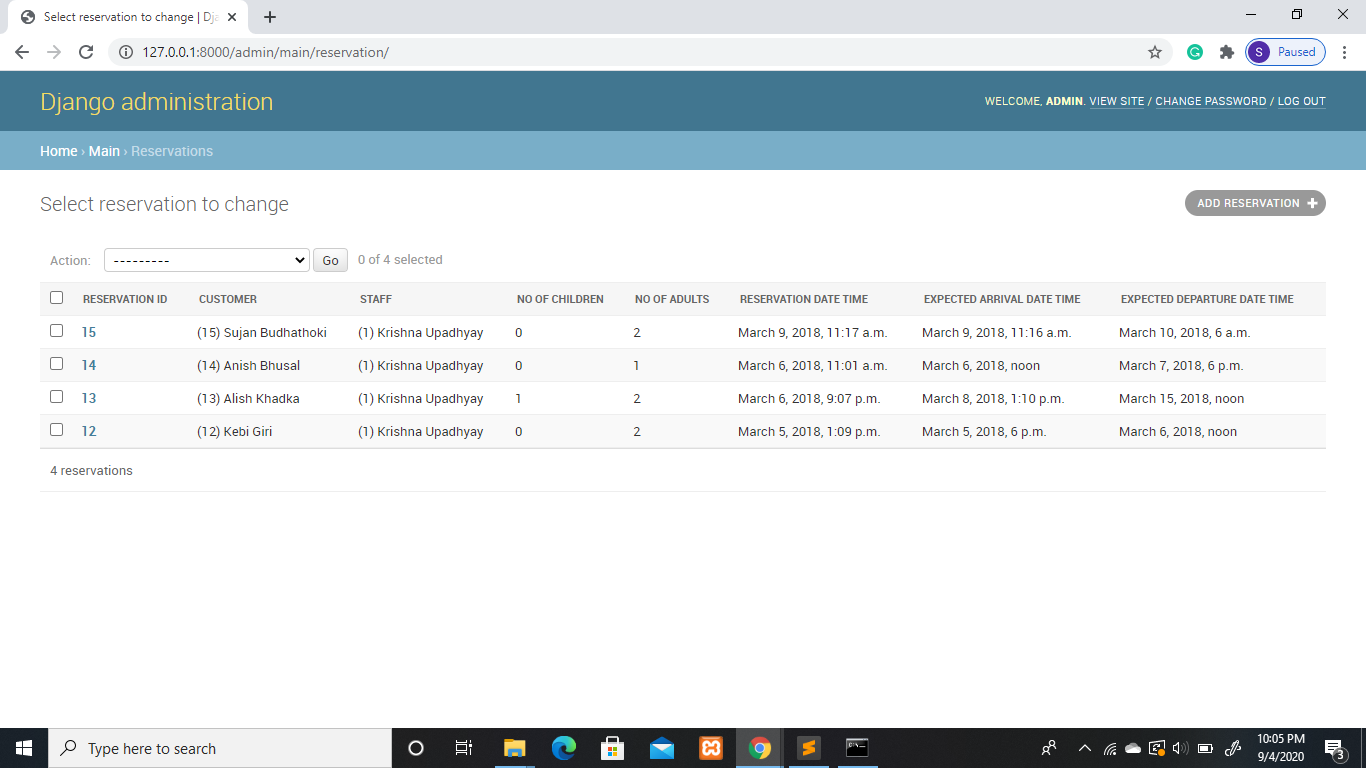 Select reservation to change | Dja
127.0.0.1:8000/admin/main/reservation/
S Paused
Django administration
WELCOME, ADMIN. VIEW SITE / CHANGE PASSWORD / LOG OUT
Home › Main › Reservations
Select reservation to change
ADD RESERVATION +
Action: --------- Go 0 of 4 selected
RESERVATION ID CUSTOMER STAFF NO OF CHILDREN NO OF ADULTS RESERVATION DATE TIME EXPECTED ARRIVAL DATE TIME EXPECTED DEPARTURE DATE TIME
15 (15) Sujan Budhathoki (1) Krishna Upadhyay 0 2 March 9, 2018, 11:17 a.m. March 9, 2018, 11:16 a.m. March 10, 2018, 6 a.m.
14 (14) Anish Bhusal (1) Krishna Upadhyay 0 1 March 6, 2018, 11:01 a.m. March 6, 2018, noon March 7, 2018, 6 p.m.
13 (13) Alish Khadka (1) Krishna Upadhyay 1 2 March 6, 2018, 9:07 p.m. March 8, 2018, 1:10 p.m. March 15, 2018, noon
12 (12) Kebi Giri (1) Krishna Upadhyay 0 2 March 5, 2018, 1:09 p.m. March 5, 2018, 6 p.m. March 6, 2018, noon
4 reservations
Type here to search
10:05 PM
9/4/2020
3